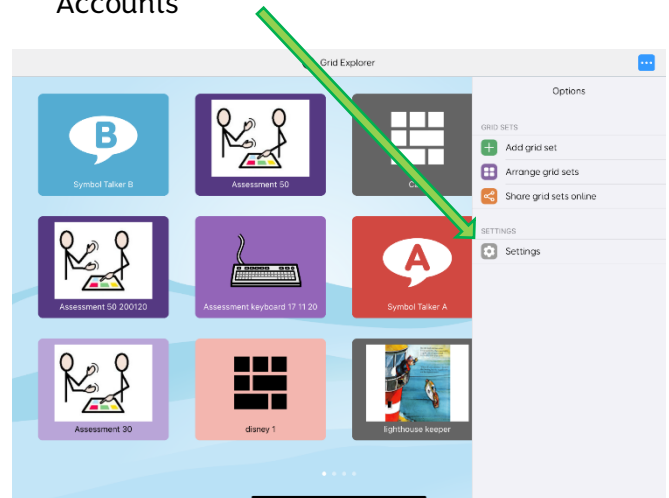 Accounts
Grid Explorer
Options
GRID SETS
Add grid set
Arrange grid sets
Share grid sets online
SETTINGS
Settings
B
Symbol Talker B
Assessment 50
Assessment 50 200120
Assessment keyboard 17 11 20
A
Symbol Talker A
Assessment 30
disney 1
lighthouse keeper